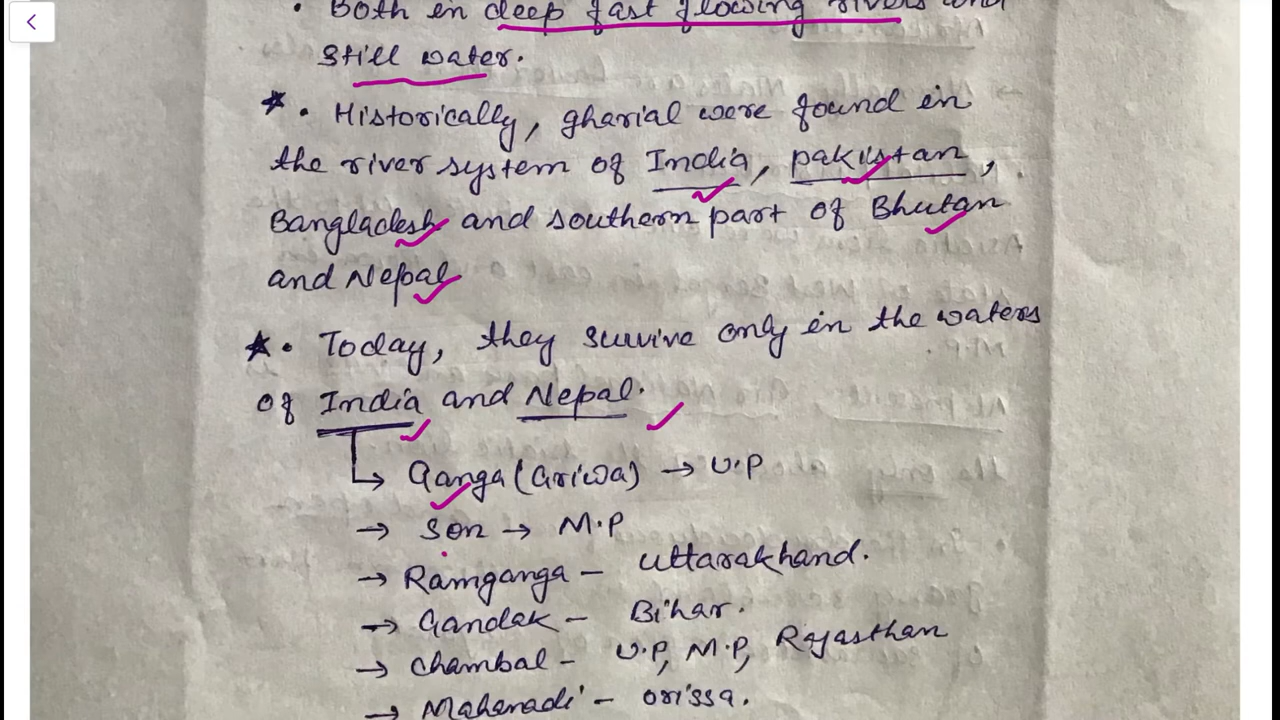 • Both in deep fast flowing rivers and
still water.
* • Historically, gharial were found in
the river system of India, pakistan,
Bangladesh and southern part of Bhutan
and Nepal
* • Today, they survive only in the waters
of India and Nepal.
↳ Ganga (Griwa) → U.P
→ Son → M.P
→ Ramganga – Uttarakhand.
→ Gandak – Bihar.
→ Chambal – U.P, M.P, Rajasthan
→ Mahanadi – orissa.